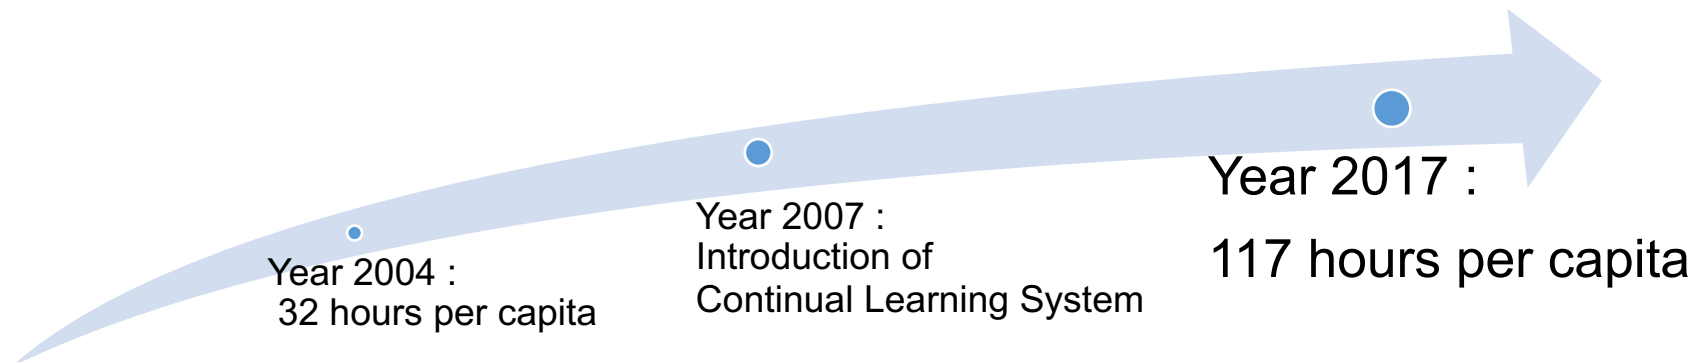 Year 2004 :
32 hours per capita
Year 2007 :
Introduction of
Continual Learning System
Year 2017 :
117 hours per capita